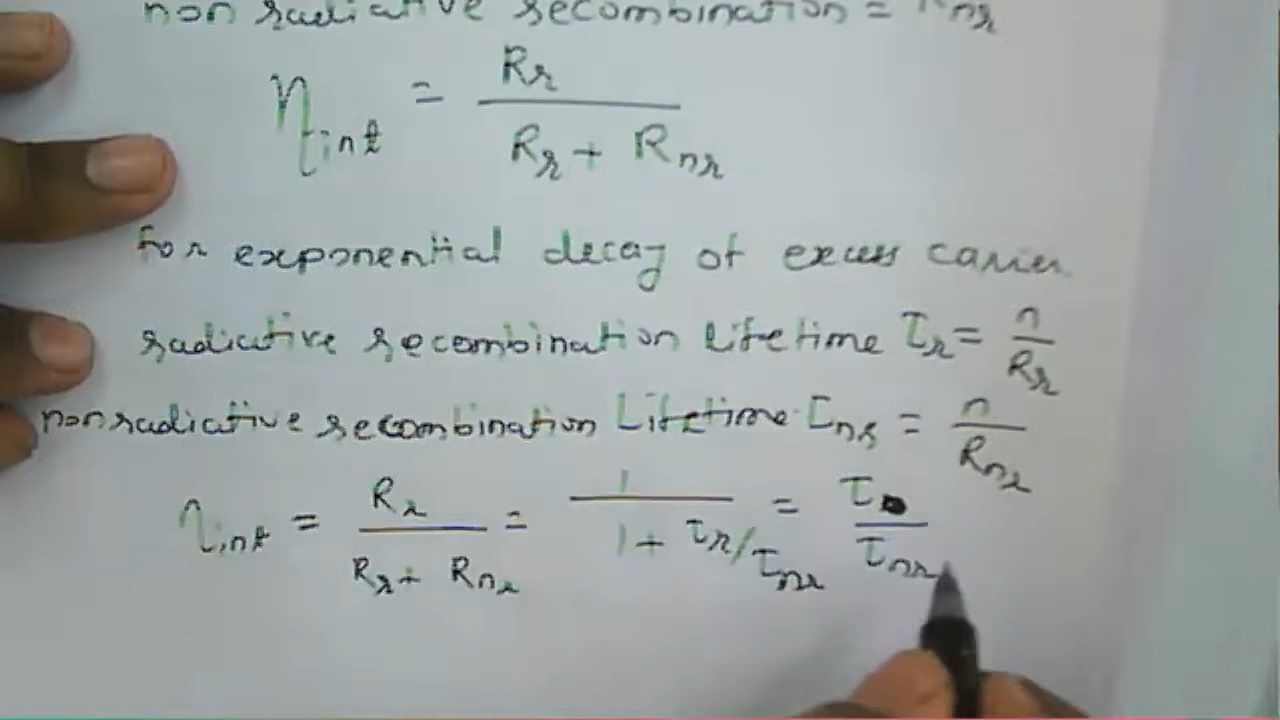 non radiative recombination = Rnr
ηint = Rr / Rr + Rnr
For exponential decay of excess carrier
radiative recombination lifetime τr = n / Rr
nonradiative recombination Lifetime τnr = n / Rnr
ηint = Rr / Rr + Rnr = 1 / 1 + τr/τnr = τ / τnr